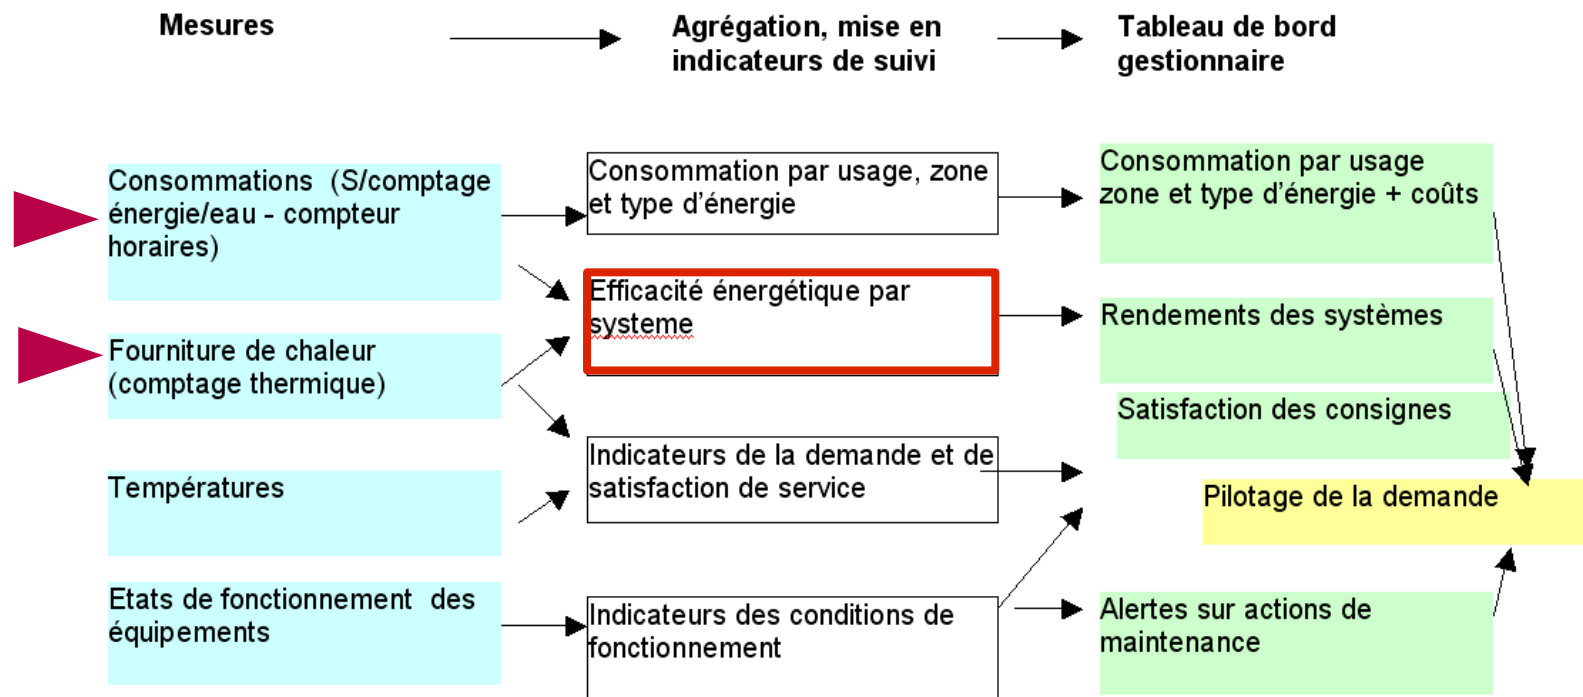 Mesures
Agrégation, mise en
indicateurs de suivi
Tableau de bord
gestionnaire
Consommations (S/comptage
énergie/eau - compteur
horaires)
Fourniture de chaleur
(comptage thermique)
Températures
Etats de fonctionnement des
équipements
Consommation par usage, zone
et type d'énergie
Efficacité énergétique par
systeme
Indicateurs de la demande et de
satisfaction de service
Indicateurs des conditions de
fonctionnement
Consommation par usage
zone et type d'énergie + coûts
Rendements des systèmes
Satisfaction des consignes
Pilotage de la demande
Alertes sur actions de
maintenance